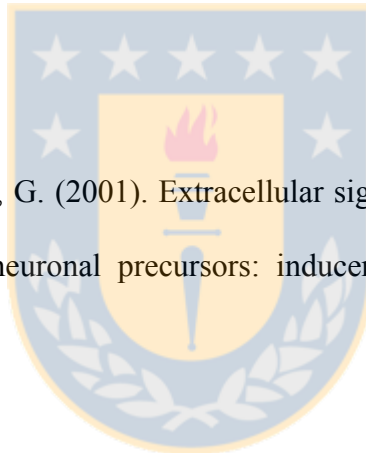 , G. (2001). Extracellular sig
neuronal precursors: inducer